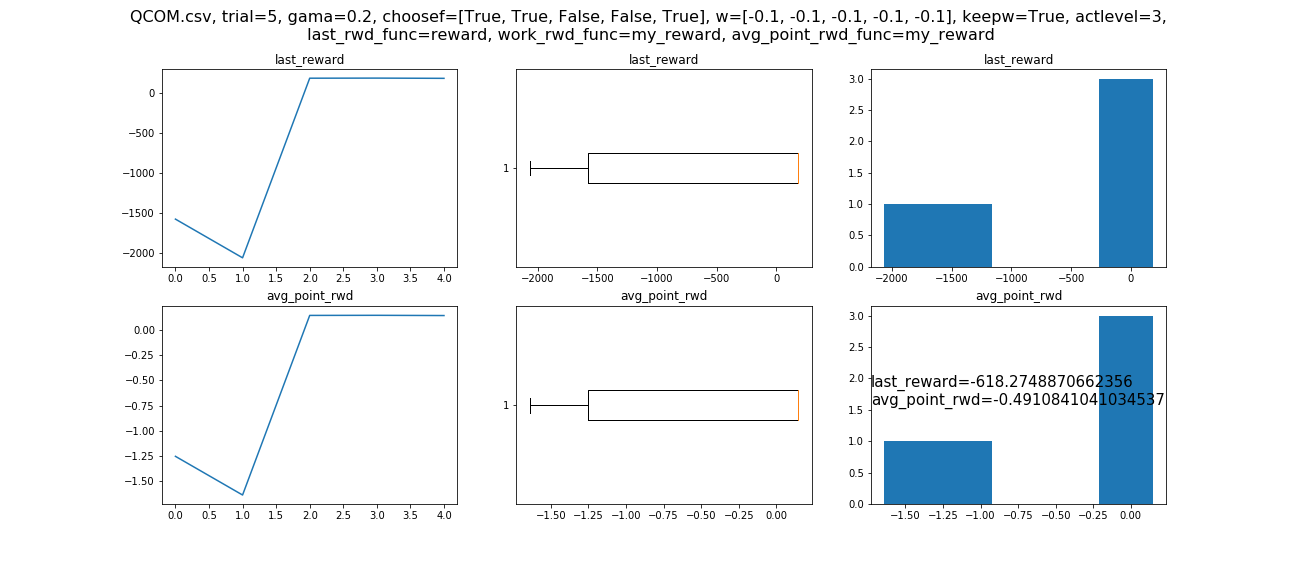 QCOM.csv, trial=5, gama=0.2, choosef=[True, True, False, False, True], w=[-0.1, -0.1, -0.1, -0.1, -0.1], keepw=True, actlevel=3,
last_rwd_func=reward, work_rwd_func=my_reward, avg_point_rwd_func=my_reward
last_reward
0
−500
−1000
−1500
−2000
0.0 0.5 1.0 1.5 2.0 2.5 3.0 3.5 4.0
last_reward
1
−2000 −1500 −1000 −500 0
last_reward
3.0
2.5
2.0
1.5
1.0
0.5
0.0
−2000 −1500 −1000 −500 0
avg_point_rwd
0.00
−0.25
−0.50
−0.75
−1.00
−1.25
−1.50
0.0 0.5 1.0 1.5 2.0 2.5 3.0 3.5 4.0
avg_point_rwd
1
−1.50 −1.25 −1.00 −0.75 −0.50 −0.25 0.00
avg_point_rwd
3.0
2.5
2.0
1.5
1.0
0.5
0.0
last_reward=-618.2748870662356
avg_point_rwd=-0.4910841041034537
−1.50 −1.25 −1.00 −0.75 −0.50 −0.25 0.00